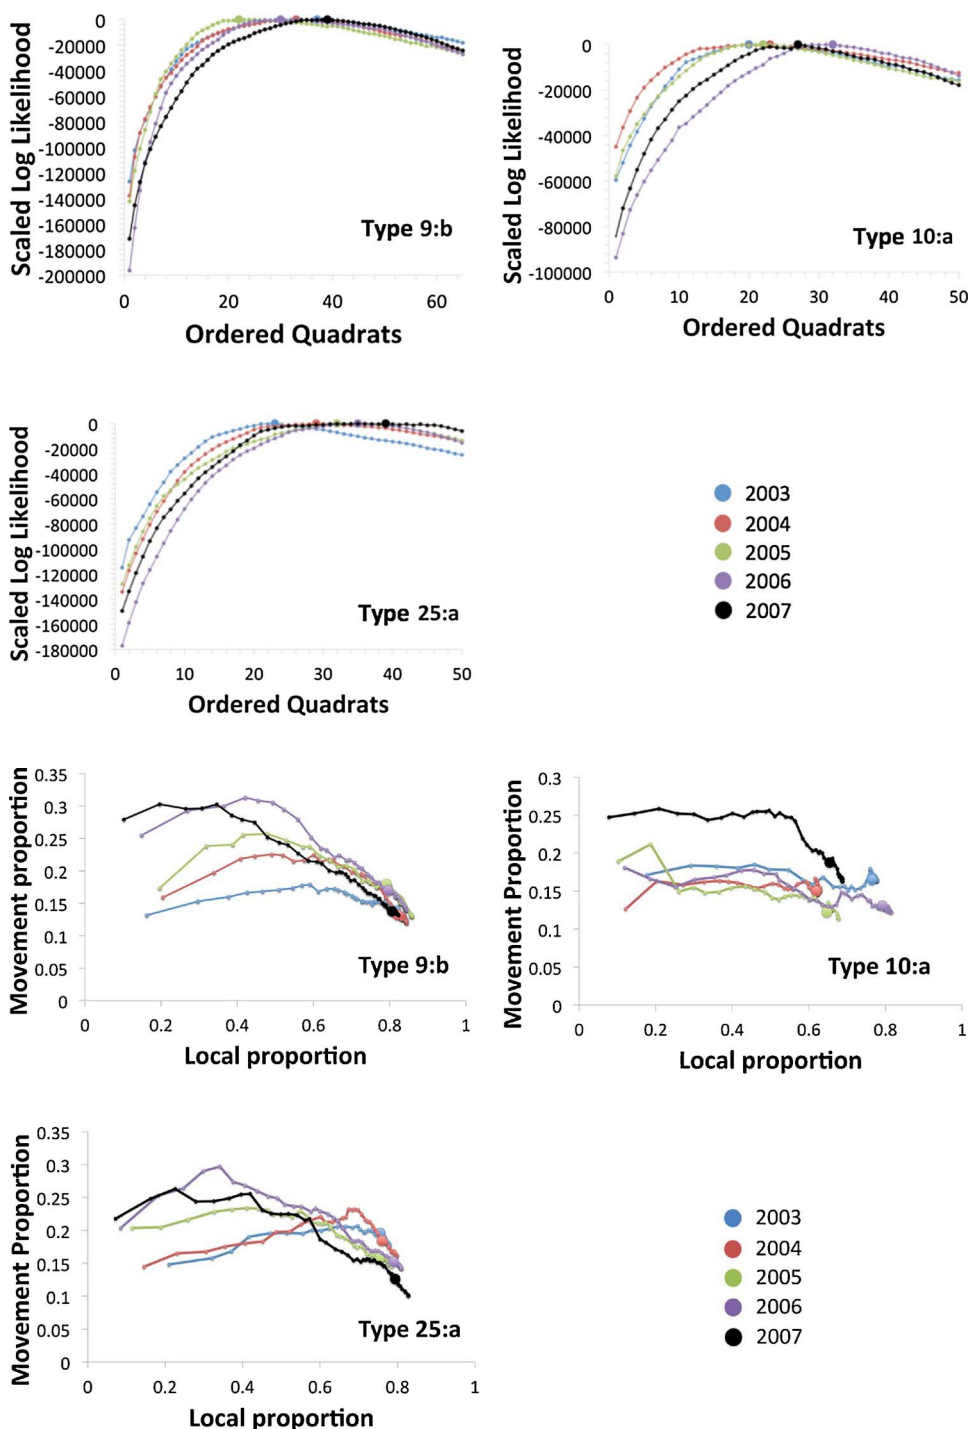 Scaled Log Likelihood
0
-20000
-40000
-60000
-80000
-100000
-120000
-140000
-160000
-180000
-200000
0 20 40 60
Type 9:b
Ordered Quadrats
Scaled Log Likelihood
0
-20000
-40000
-60000
-80000
-100000
0 10 20 30 40 50
Type 10:a
Ordered Quadrats
Scaled Log Likelihood
0
-20000
-40000
-60000
-80000
-100000
-120000
-140000
-160000
-180000
0 10 20 30 40 50
Type 25:a
Ordered Quadrats
2003
2004
2005
2006
2007
Movement proportion
0.35
0.3
0.25
0.2
0.15
0.1
0.05
0
0 0.2 0.4 0.6 0.8 1
Type 9:b
Local proportion
Movement Proportion
0.3
0.25
0.2
0.15
0.1
0.05
0
0 0.2 0.4 0.6 0.8 1
Type 10:a
Local proportion
Movement Proportion
0.35
0.3
0.25
0.2
0.15
0.1
0.05
0
0 0.2 0.4 0.6 0.8 1
Type 25:a
Local proportion
2003
2004
2005
2006
2007